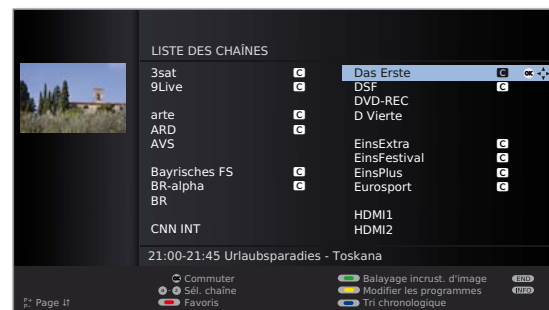 LISTE DES CHAÎNES
3sat C
9Live C
arte C
ARD C
AVS
Bayrisches FS C
BR-alpha C
BR
CNN INT
Das Erste C OK
DSF C
DVD-REC
D Vierte
EinsExtra C
EinsFestival C
EinsPlus C
Eurosport C
HDMI1
HDMI2
21:00-21:45 Urlaubsparadies - Toskana
OK Commuter
Sél. chaîne
Favoris
Balayage incrust. d'image END
Modifier les programmes INFO
Tri chronologique
P+ P- Page